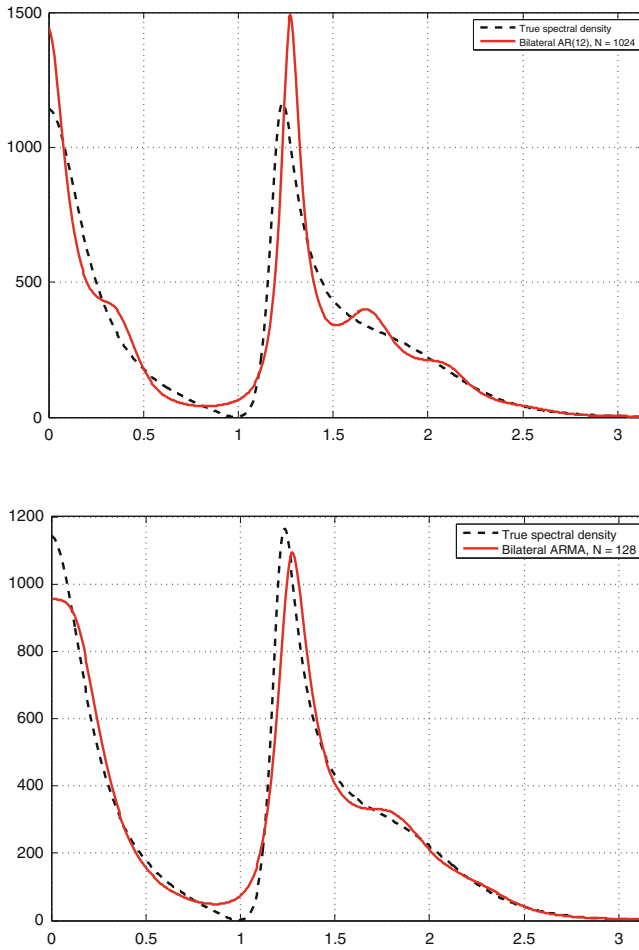 1500
True spectral density
Bilateral AR(12), N = 1024
1000
500
0
0 0.5 1 1.5 2 2.5 3
1200
True spectral density
Bilateral ARMA, N = 128
1000
800
600
400
200
0
0 0.5 1 1.5 2 2.5 3